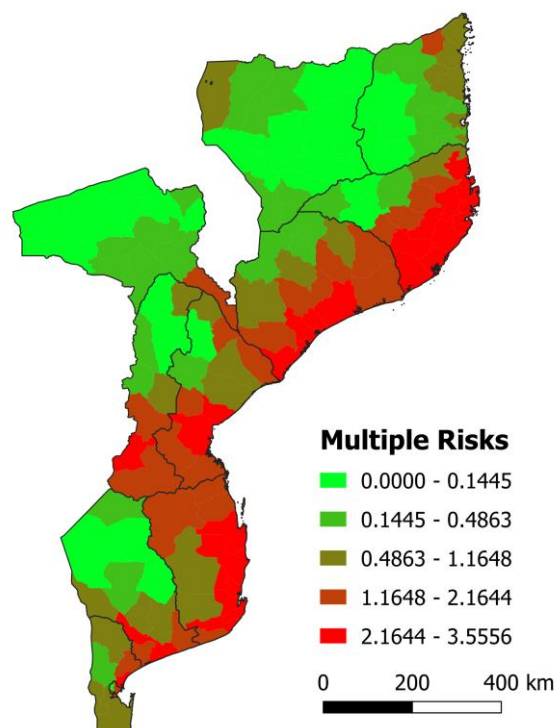 Multiple Risks
0.0000 - 0.1445
0.1445 - 0.4863
0.4863 - 1.1648
1.1648 - 2.1644
2.1644 - 3.5556
0 200 400 km